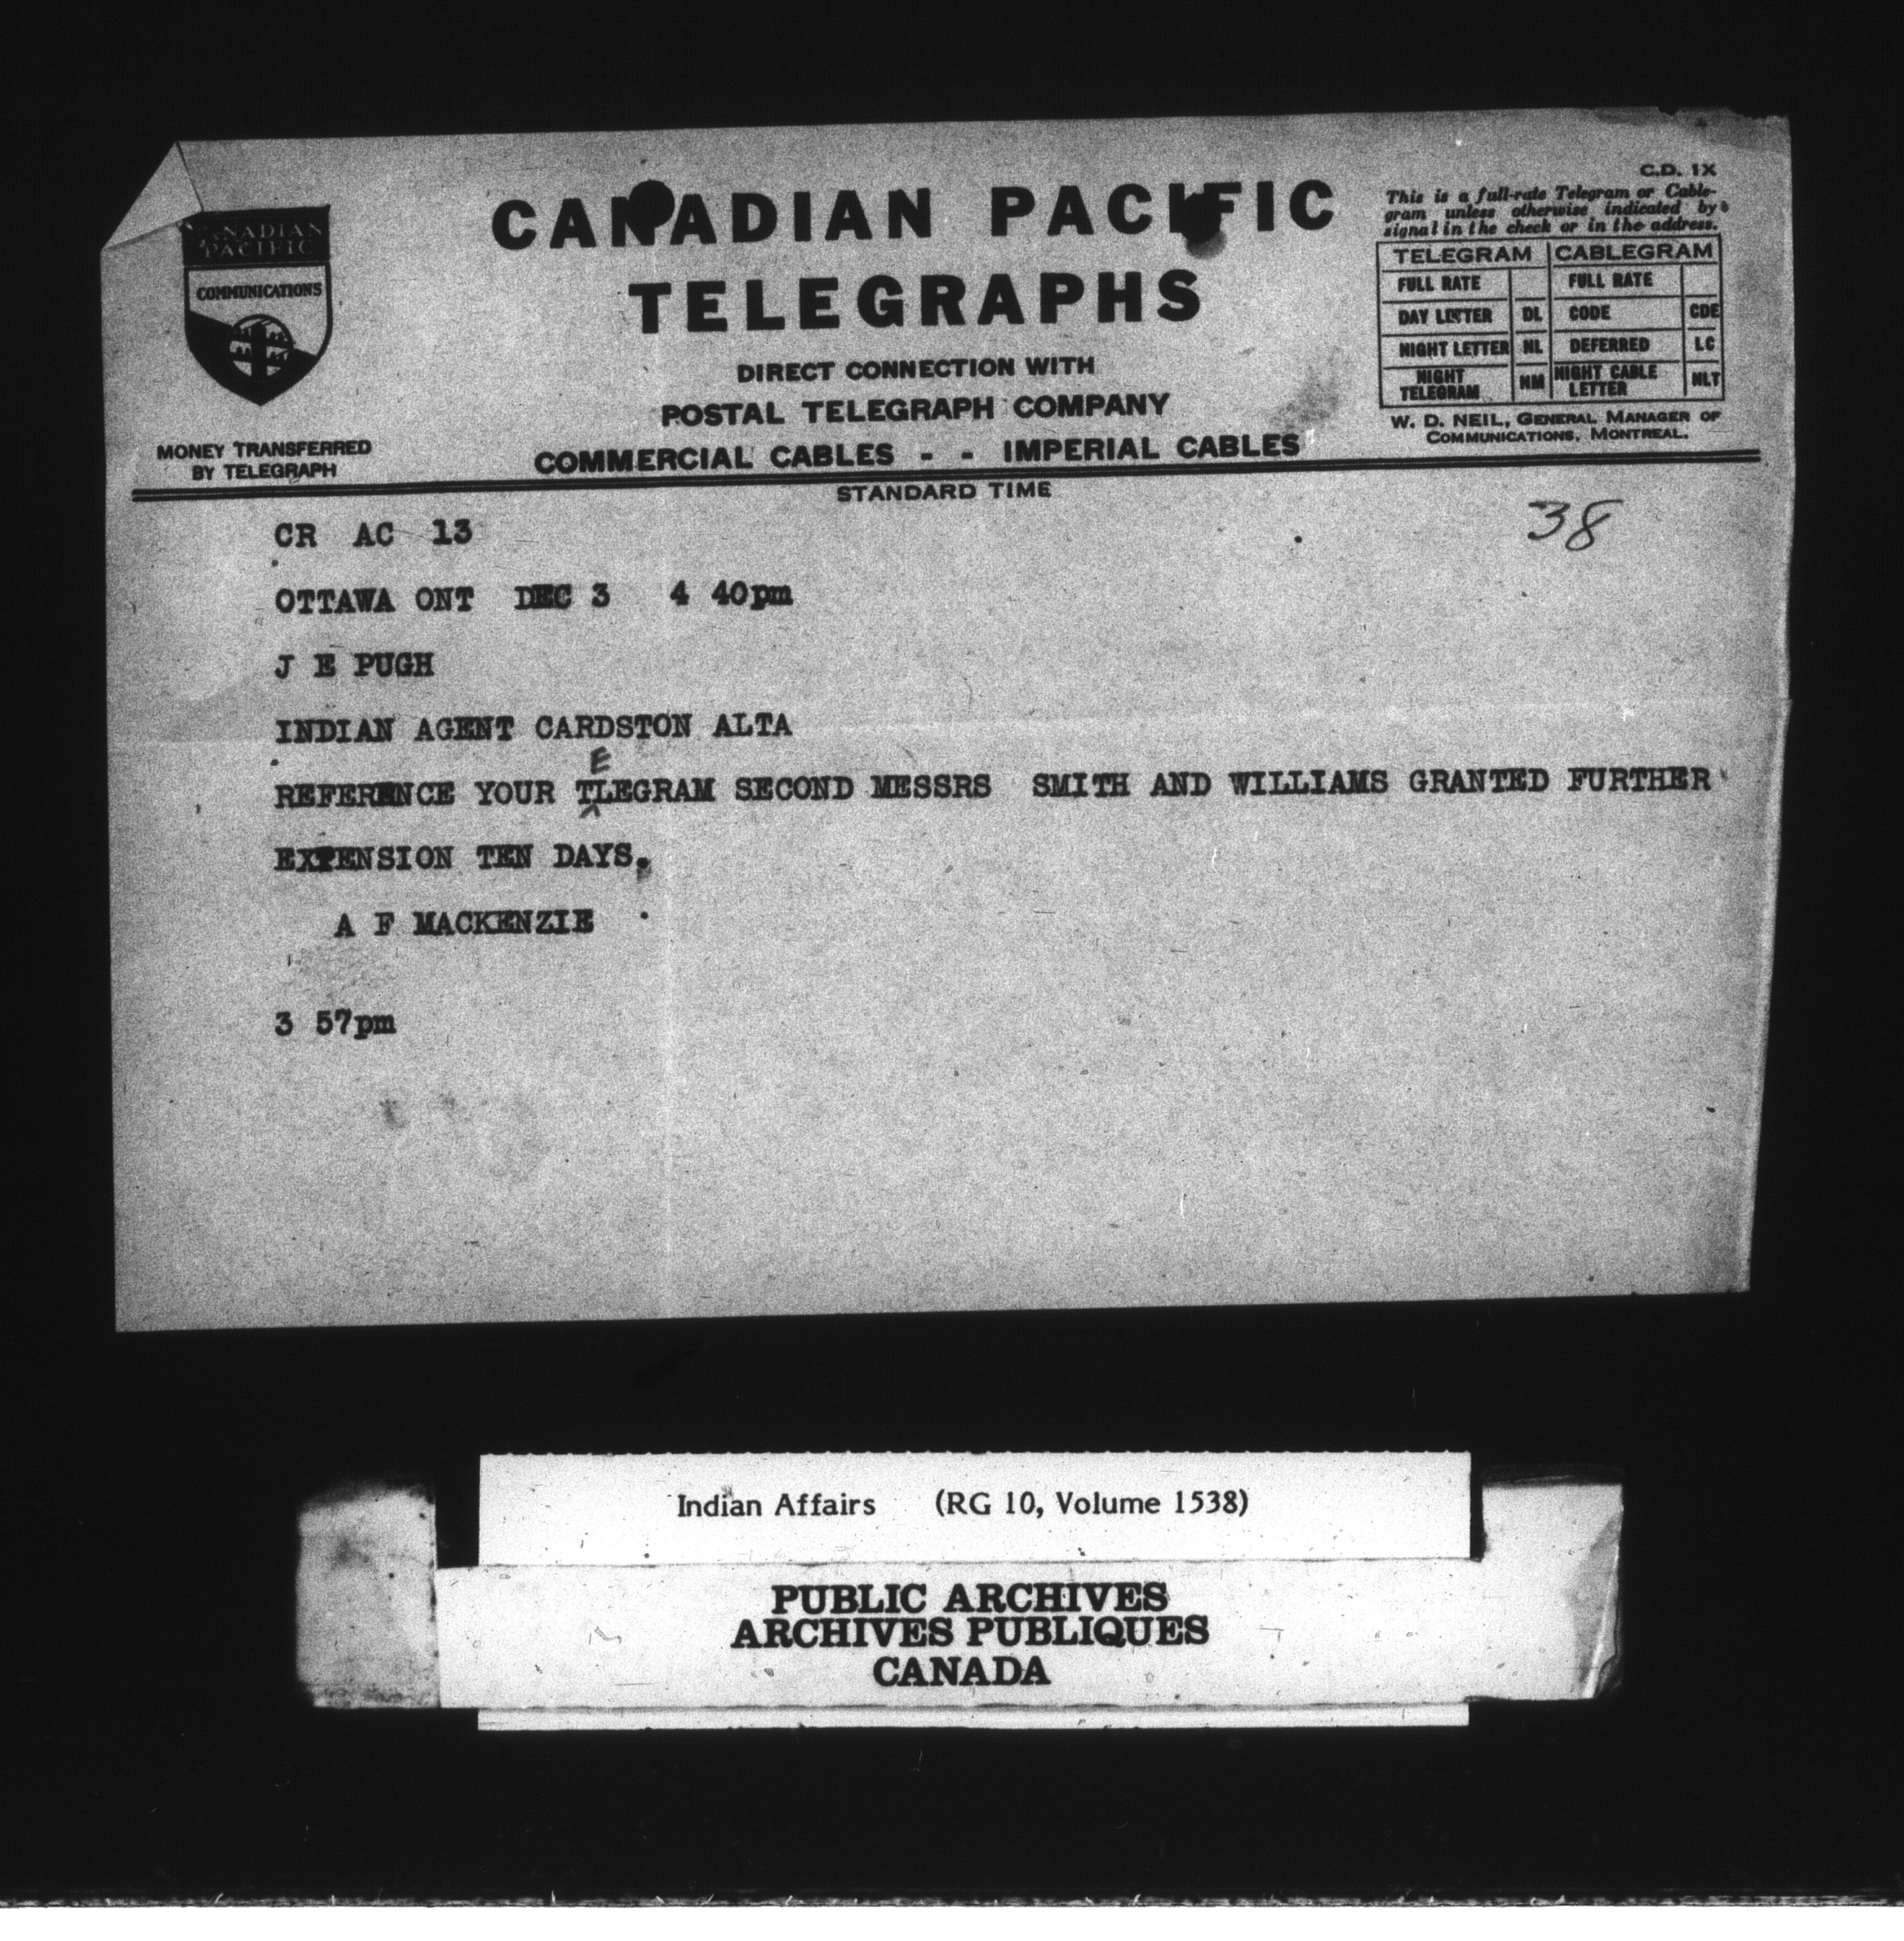 CANADIAN PACIFIC
TELEGRAPHS
DIRECT CONNECTION WITH
POSTAL TELEGRAPH COMPANY
COMMERCIAL CABLES - - IMPERIAL CABLES
CANADIAN
PACIFIC
COMMUNICATIONS
MONEY TRANSFERRED
BY TELEGRAPH
C.D. 1X
This is a full-rate Telegram or Cable-
gram unless otherwise indicated by
signal in the check or in the address.
TELEGRAM CABLEGRAM
FULL RATE FULL RATE
DAY LETTER DL CODE CDE
NIGHT LETTER NL DEFERRED LC
NIGHT TELEGRAM NM NIGHT CABLE LETTER NLT
W. D. NEIL, GENERAL MANAGER OF
COMMUNICATIONS, MONTREAL.
STANDARD TIME
38
CR AC 13
OTTAWA ONT DEC 3 4 40pm
J E PUGH
INDIAN AGENT CARDSTON ALTA
E
REFERENCE YOUR TLEGRAM SECOND MESSRS SMITH AND WILLIAMS GRANTED FURTHER
EXTENSION TEN DAYS.
A F MACKENZIE
3 57pm
Indian Affairs (RG 10, Volume 1538)
PUBLIC ARCHIVES
ARCHIVES PUBLIQUES
CANADA